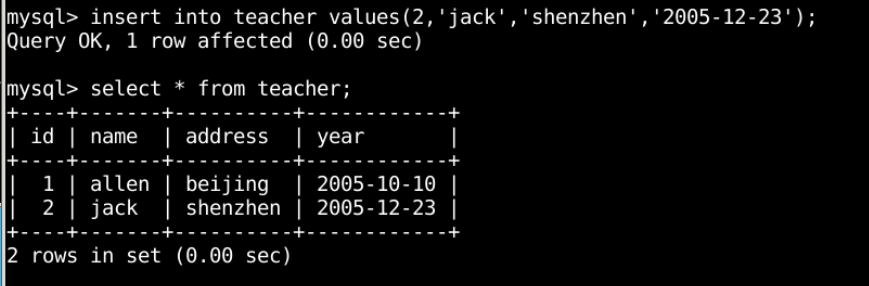 mysql> insert into teacher values(2,'jack','shenzhen','2005-12-23');
Query OK, 1 row affected (0.00 sec)
mysql> select * from teacher;
+----+-------+----------+------------+
| id | name  | address  | year       |
+----+-------+----------+------------+
|  1 | allen | beijing  | 2005-10-10 |
|  2 | jack  | shenzhen | 2005-12-23 |
+----+-------+----------+------------+
2 rows in set (0.00 sec)